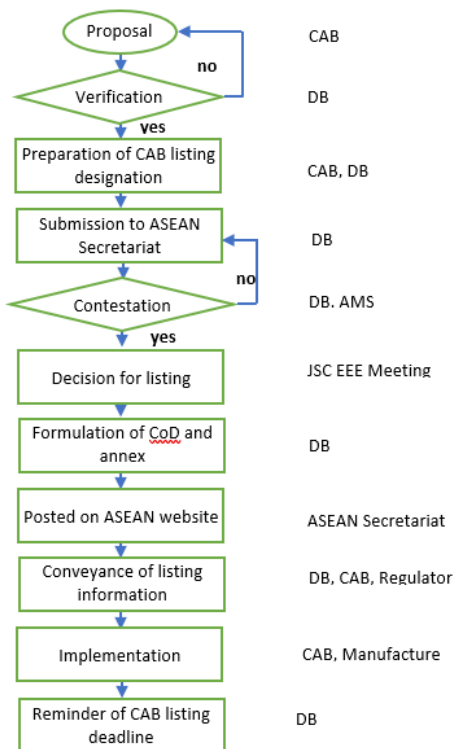 Proposal
CAB
no
Verification
DB
yes
Preparation of CAB listing
designation
CAB, DB
Submission to ASEAN
Secretariat
DB
no
Contestation
DB. AMS
yes
Decision for listing
JSC EEE Meeting
Formulation of CoD and
annex
DB
Posted on ASEAN website
ASEAN Secretariat
Conveyance of listing
information
DB, CAB, Regulator
Implementation
CAB, Manufacture
Reminder of CAB listing
deadline
DB